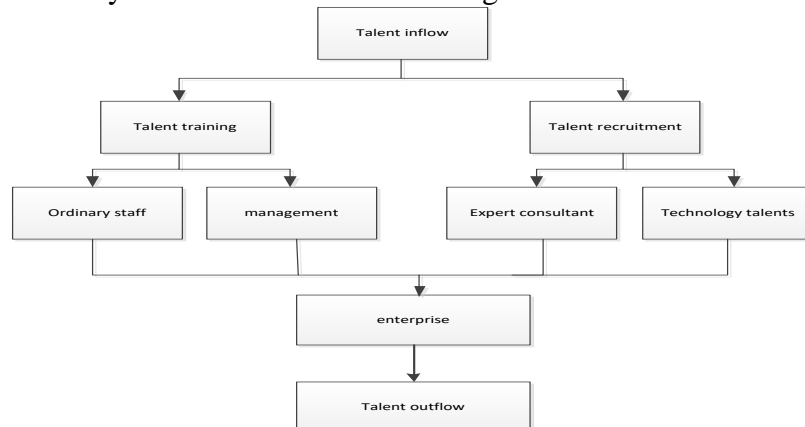 Talent inflow
Talent training
Talent recruitment
Ordinary staff
management
Expert consultant
Technology talents
enterprise
Talent outflow